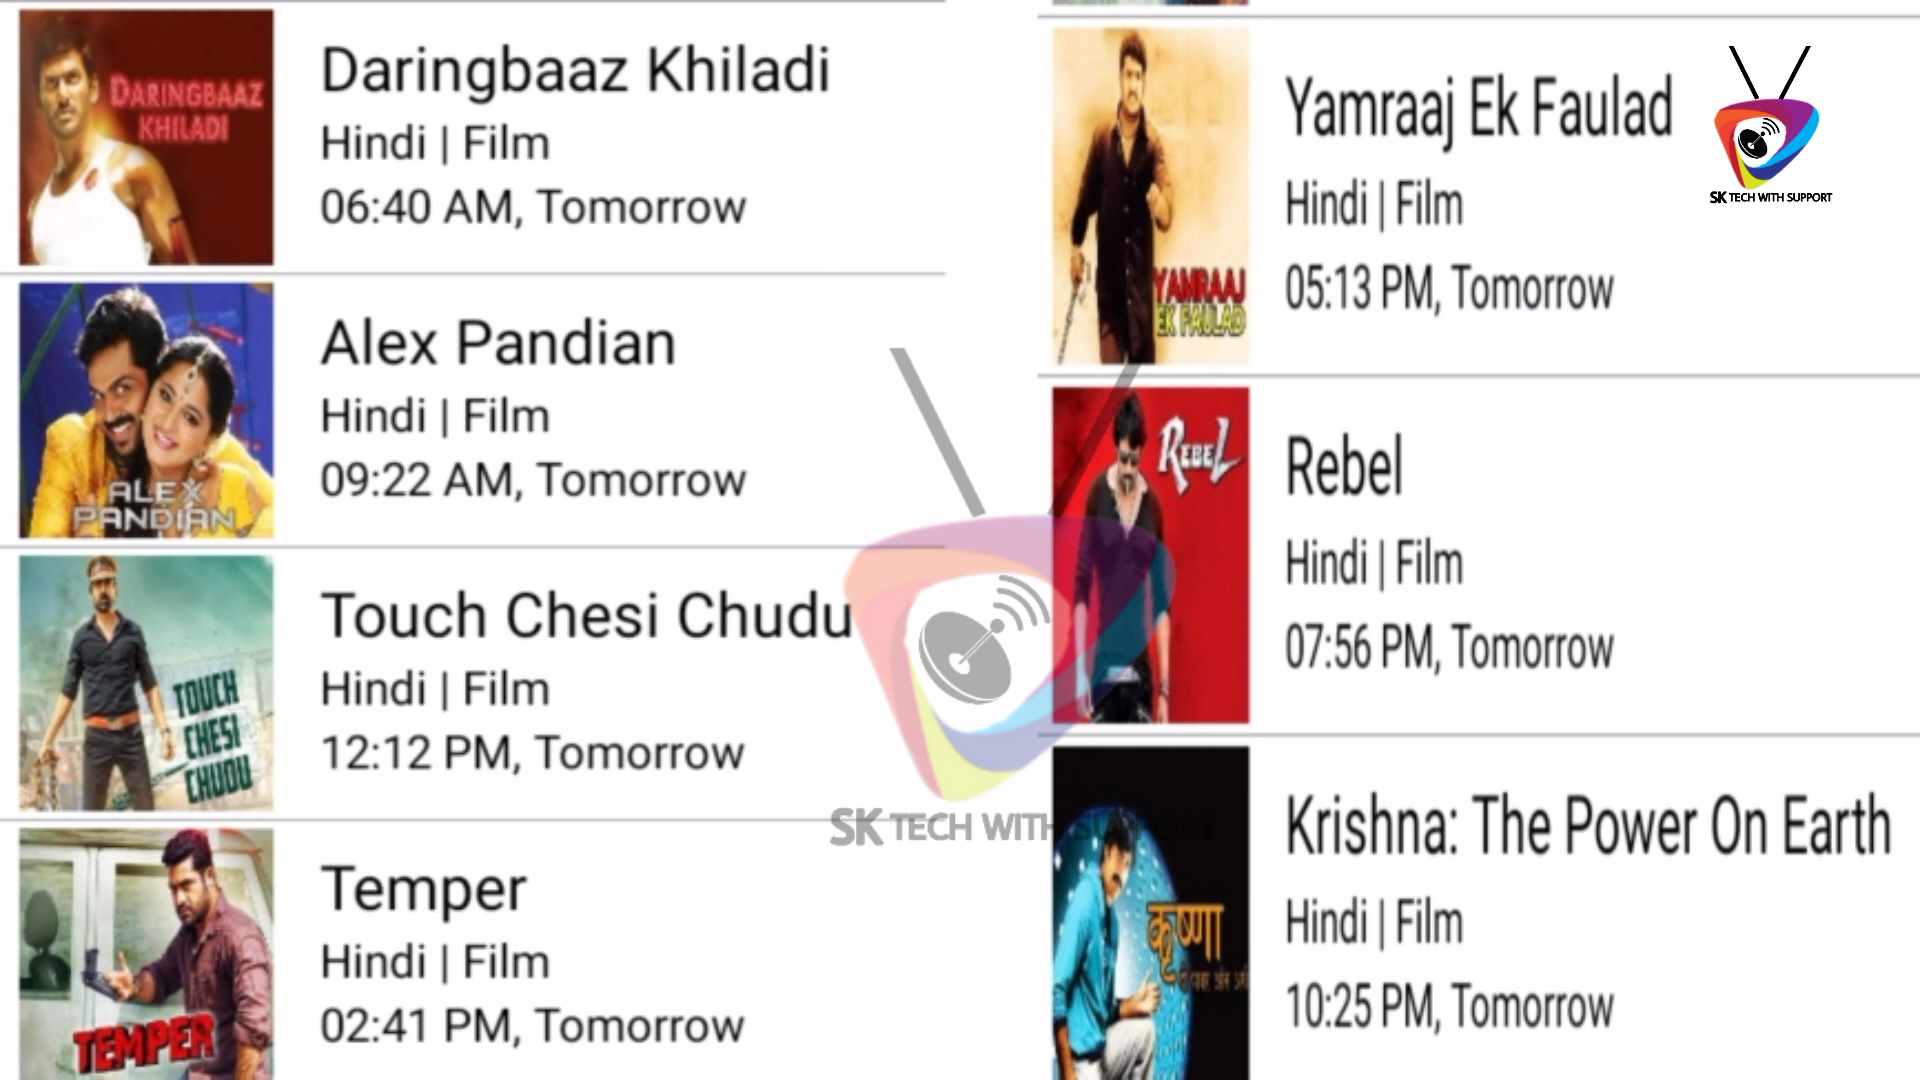 DARINGBAAZ
KHILADI
Daringbaaz Khiladi
Hindi | Film
06:40 AM, Tomorrow
ALEX
PANDIAN
Alex Pandian
Hindi | Film
09:22 AM, Tomorrow
TOUCH
CHESI
CHUDU
Touch Chesi Chudu
Hindi | Film
12:12 PM, Tomorrow
TEMPER
Temper
Hindi | Film
02:41 PM, Tomorrow
YAMRAAJ
EK FAULAD
Yamraaj Ek Faulad
Hindi | Film
05:13 PM, Tomorrow
SK TECH WITH SUPPORT
REBEL
Rebel
Hindi | Film
07:56 PM, Tomorrow
SK TECH WITH SUPPORT
कृष्णा
Krishna: The Power On Earth
Hindi | Film
10:25 PM, Tomorrow